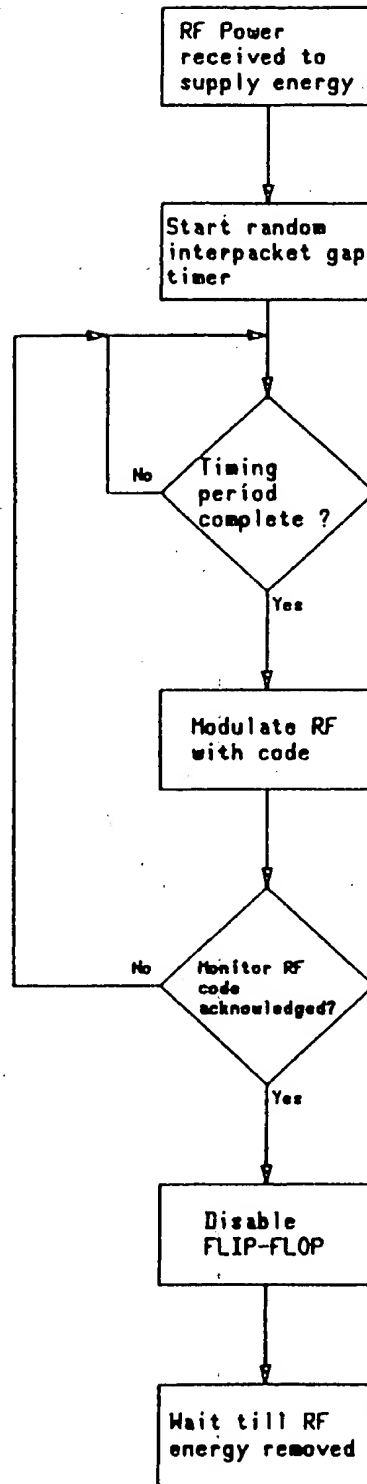 RF Power
received to
supply energy
Start random
interpacket gap
timer
No
Timing
period
complete ?
Yes
Modulate RF
with code
No
Monitor RF
code
acknowledged?
Yes
Disable
FLIP-FLOP
Wait till RF
energy removed